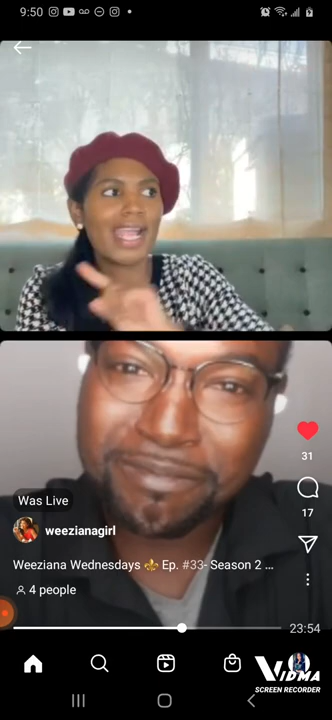 9:50
31
Was Live
17
weezianagirl
Weeziana Wednesdays ⚜ Ep. #33- Season 2 ...
4 people
23:54
VIDMA
SCREEN RECORDER